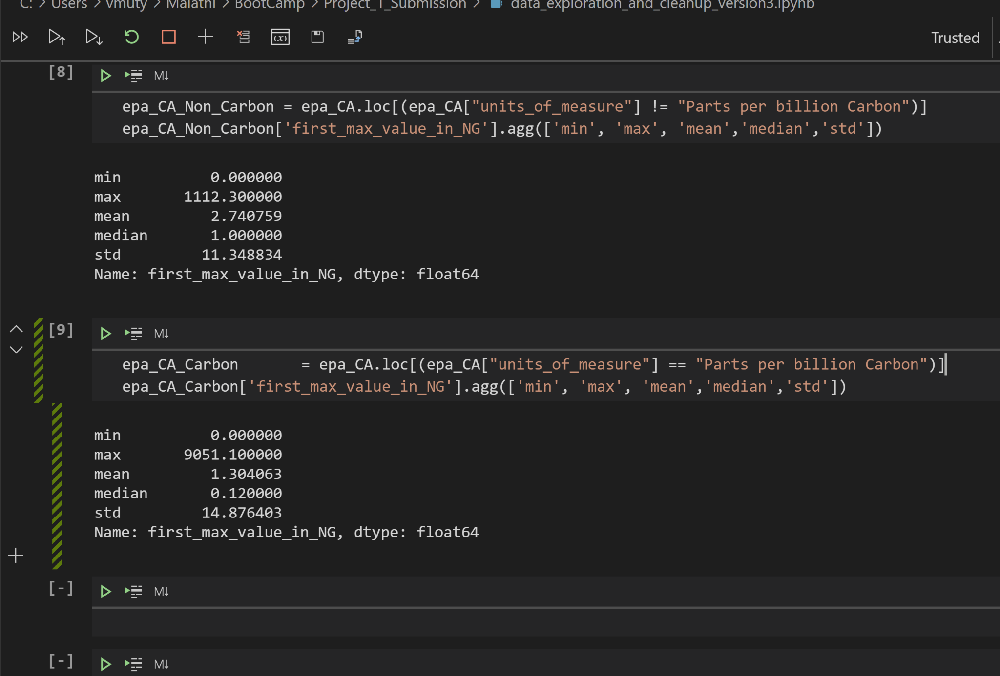 C: > Users > vmuty > Malathi > BootCamp > Project_1_Submission > data_exploration_and_cleanup_version3.ipynb
Trusted
[8]
M↓
epa_CA_Non_Carbon = epa_CA.loc[(epa_CA["units_of_measure"] != "Parts per billion Carbon")]
epa_CA_Non_Carbon['first_max_value_in_NG'].agg(['min', 'max', 'mean','median','std'])
min 0.000000
max 1112.300000
mean 2.740759
median 1.000000
std 11.348834
Name: first_max_value_in_NG, dtype: float64
[9]
M↓
epa_CA_Carbon = epa_CA.loc[(epa_CA["units_of_measure"] == "Parts per billion Carbon")]
epa_CA_Carbon['first_max_value_in_NG'].agg(['min', 'max', 'mean','median','std'])
min 0.000000
max 9051.100000
mean 1.304063
median 0.120000
std 14.876403
Name: first_max_value_in_NG, dtype: float64
[-]
M↓
[-]
M↓